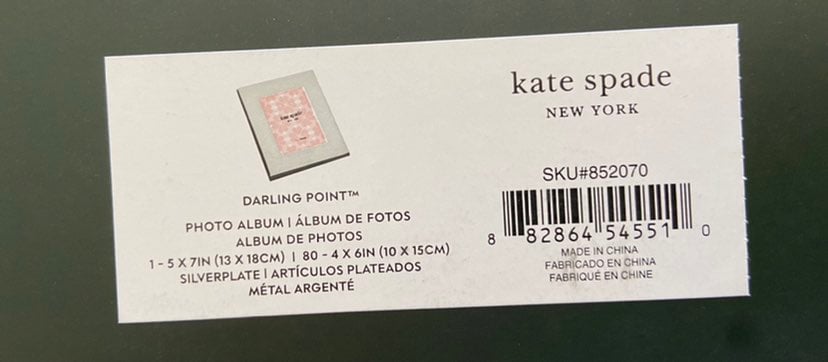 kate spade
DARLING POINT™
PHOTO ALBUM | ÁLBUM DE FOTOS
ALBUM DE PHOTOS
1 - 5 X 7IN (13 X 18CM) | 80 - 4 X 6IN (10 X 15CM)
SILVERPLATE | ARTÍCULOS PLATEADOS
MÉTAL ARGENTÉ
kate spade
NEW YORK
SKU#852070
8 82864 54551 0
MADE IN CHINA
FABRICADO EN CHINA
FABRIQUÉ EN CHINE